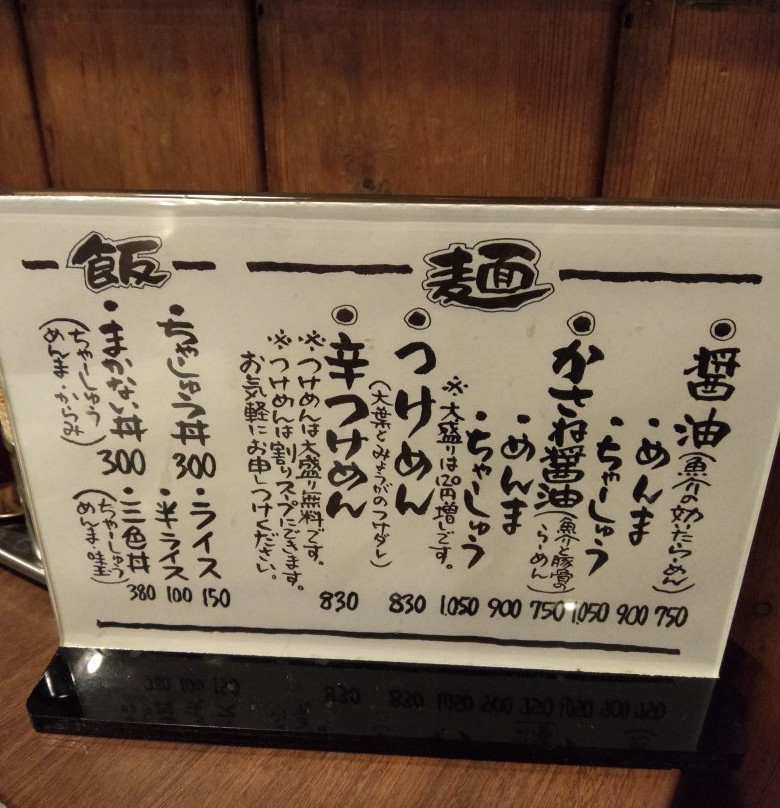 麺
◎醤油(魚介の効いたらーめん) 750
・めんま 900
・ちゃーしゅう 1,050
◎かさね醤油(魚介と豚骨のらーめん) 750
・めんま 900
・ちゃーしゅう 1,050
※大盛りは120円増しです。
◎つけめん 830
(大葉とみょうがのつけダレ)
◎辛つけめん 830
※つけめんは大盛り無料です。
※つけめんは割りスープにできます。
お気軽にお申しつけください。
飯
・ちゃーしゅう丼 300
・ライス 150
・半ライス 100
・まかない丼 300
(ちゃーしゅう
めんま・からみ)
・三色丼 380
(ちゃーしゅう
めんま・味玉)